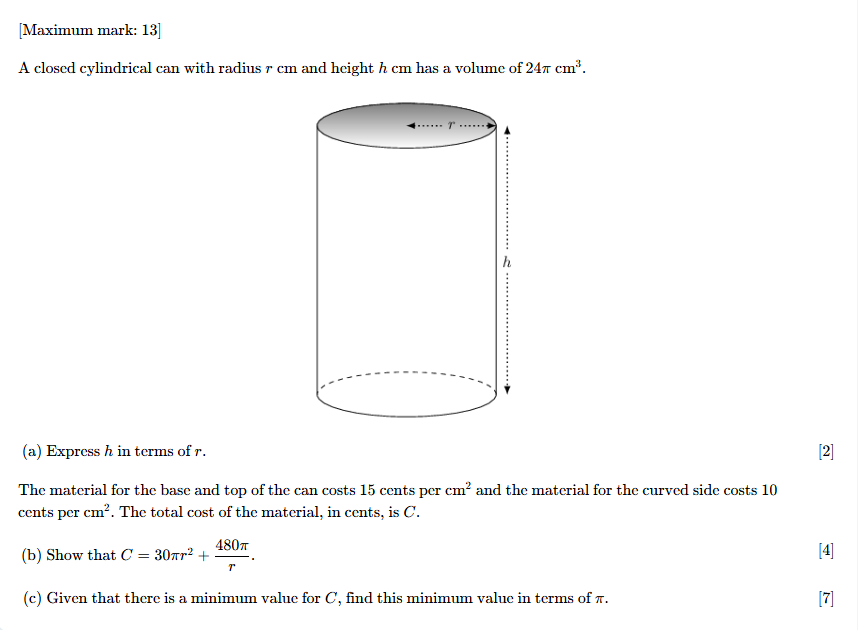 [Maximum mark: 13]
A closed cylindrical can with radius r cm and height h cm has a volume of 24π cm³.
r
h
(a) Express h in terms of r. [2]
The material for the base and top of the can costs 15 cents per cm² and the material for the curved side costs 10
cents per cm². The total cost of the material, in cents, is C.
(b) Show that C = 30πr² + 480π/r. [4]
(c) Given that there is a minimum value for C, find this minimum value in terms of π. [7]